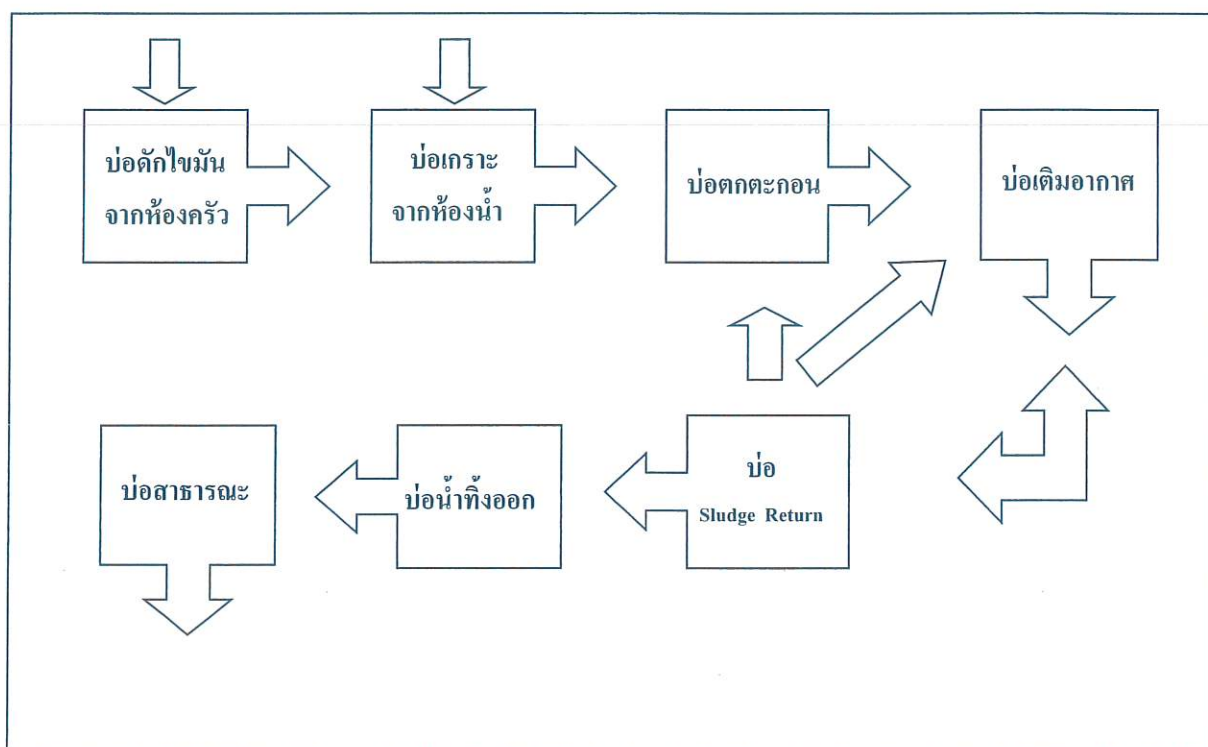 บ่อดักไขมัน
จากห้องครัว
บ่อเกราะ
จากห้องน้ำ
บ่อตกตะกอน
บ่อเติมอากาศ
บ่อสาธารณะ
บ่อน้ำทิ้งออก
บ่อ
Sludge Return